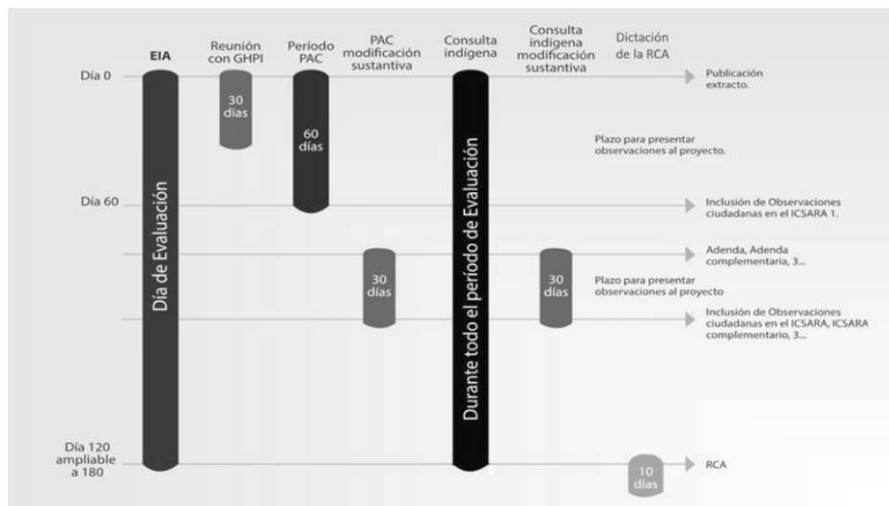 EIA
Reunión
con GHPI
Período
PAC
PAC
modificación
sustantiva
Consulta
indígena
Consulta
indígena
modificación
sustantiva
Dictación
de la RCA
Día 0
Publicación
extracto.
30
días
60
días
Plazo para presentar
observaciones al proyecto.
Día de Evaluación
Durante todo el período de Evaluación
Día 60
Inclusión de Observaciones
ciudadanas en el ICSARA 1.
Adenda, Adenda
complementaria, 3...
30
días
30
días
Plazo para presentar
observaciones al proyecto
Inclusión de Observaciones
ciudadanas en el ICSARA, ICSARA
complementario, 3...
Día 120
ampliable
a 180
10
días
RCA